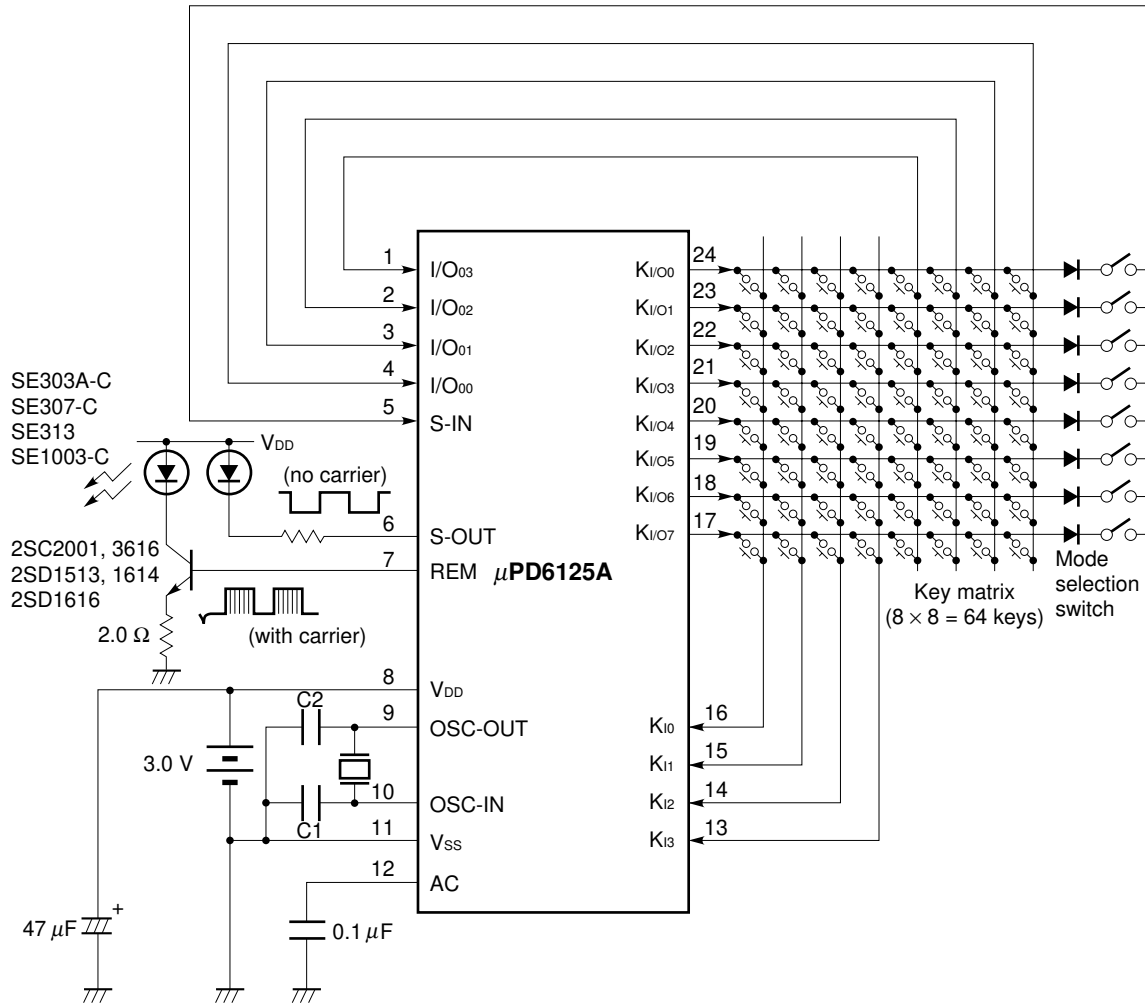 1
I/O03
2
I/O02
3
I/O01
4
I/O00
5
S-IN
SE303A-C
SE307-C
SE313
SE1003-C
VDD
(no carrier)
6
S-OUT
7
REM
μPD6125A
2SC2001, 3616
2SD1513, 1614
2SD1616
2.0 Ω
(with carrier)
8
VDD
C2
9
OSC-OUT
3.0 V
10
OSC-IN
C1
11
VSS
12
AC
47 μF
+
0.1 μF
24
KI/O0
23
KI/O1
22
KI/O2
21
KI/O3
20
KI/O4
19
KI/O5
18
KI/O6
17
KI/O7
Key matrix
(8 × 8 = 64 keys)
Mode
selection
switch
16
KI0
15
KI1
14
KI2
13
KI3